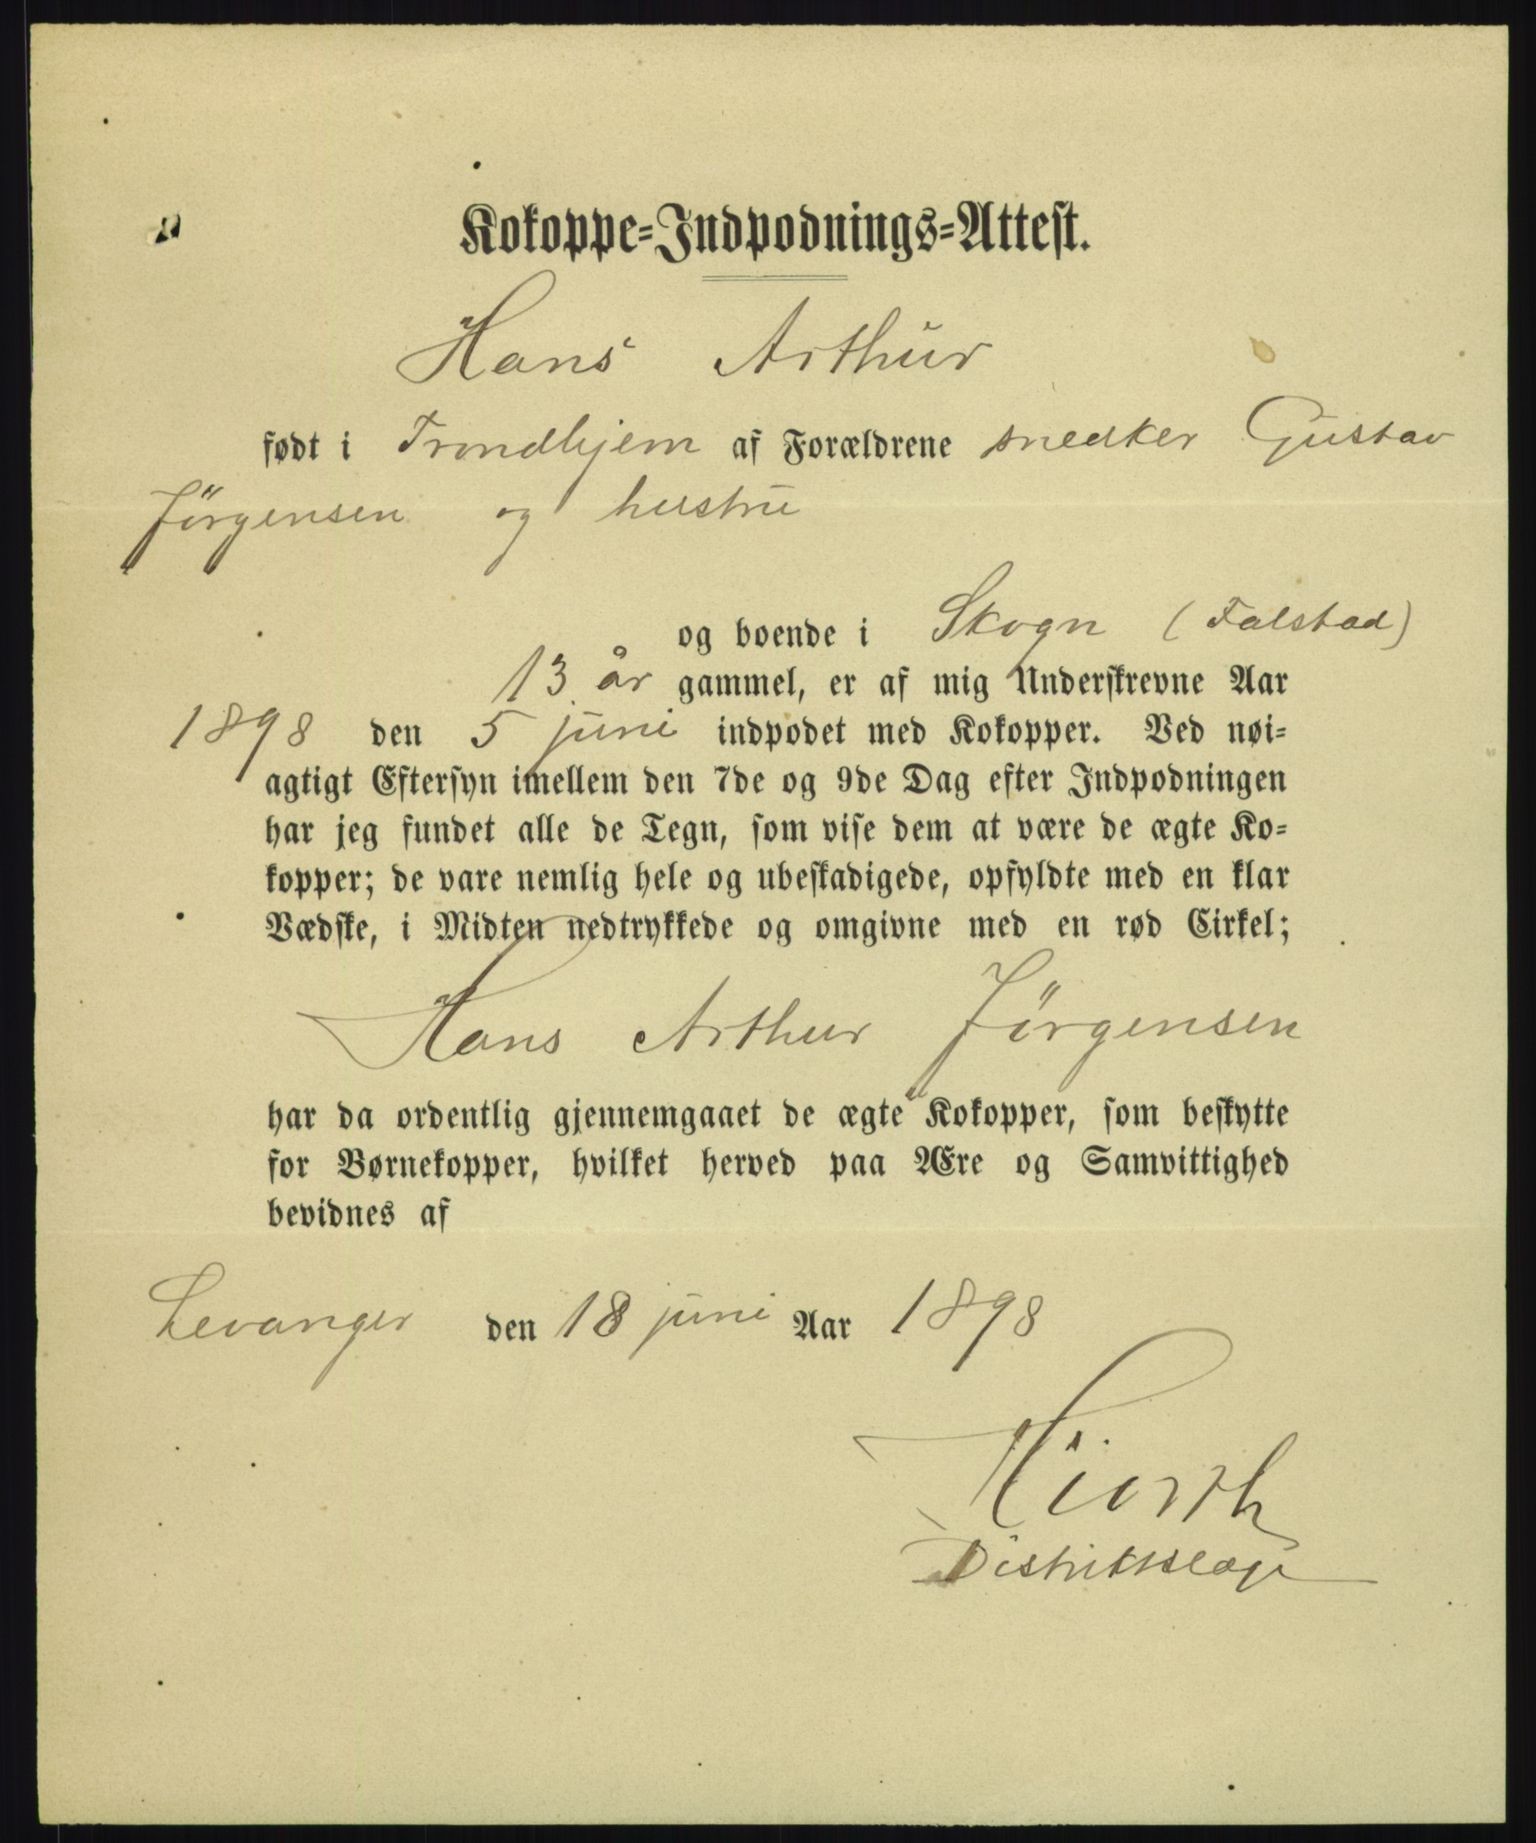 Kokoppe-Indpodnings-Attest.
Hans Arthur
født i Trondhjem af Forældrene snedker Gustav
Jørgensen og hustru
og boende i Skogn (Falstad)
13 år gammel, er af mig Underskrevne Aar
1898 den 5 juni indpodet med Kokopper. Ved nøi-
agtigt Eftersyn imellem den 7de og 9de Dag efter Indpodningen
har jeg fundet alle de Tegn, som vise dem at være de ægte Ko-
kopper; de vare nemlig hele og ubeskadigede, opfyldte med en klar
Vædske, i Midten nedtrykkede og omgivne med en rød Cirkel;
Hans Arthur Jörgensen
har da ordentlig gjennemgaaet de ægte Kokopper, som beskytte
for Børnekopper, hvilket herved paa Ære og Samvittighed
bevidnes af
Levanger den 18 juni Aar 1898
Hiorth
Distriktslæge